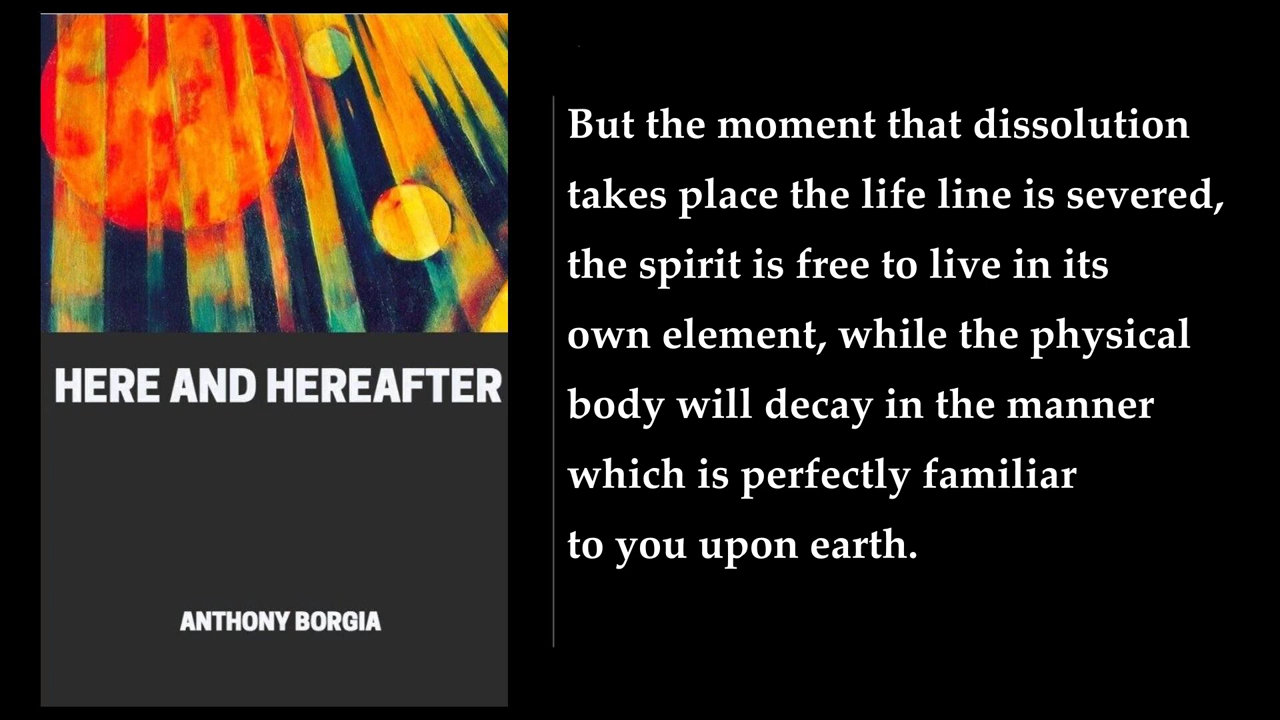 HERE AND HEREAFTER
ANTHONY BORGIA
But the moment that dissolution
takes place the life line is severed,
the spirit is free to live in its
own element, while the physical
body will decay in the manner
which is perfectly familiar
to you upon earth.